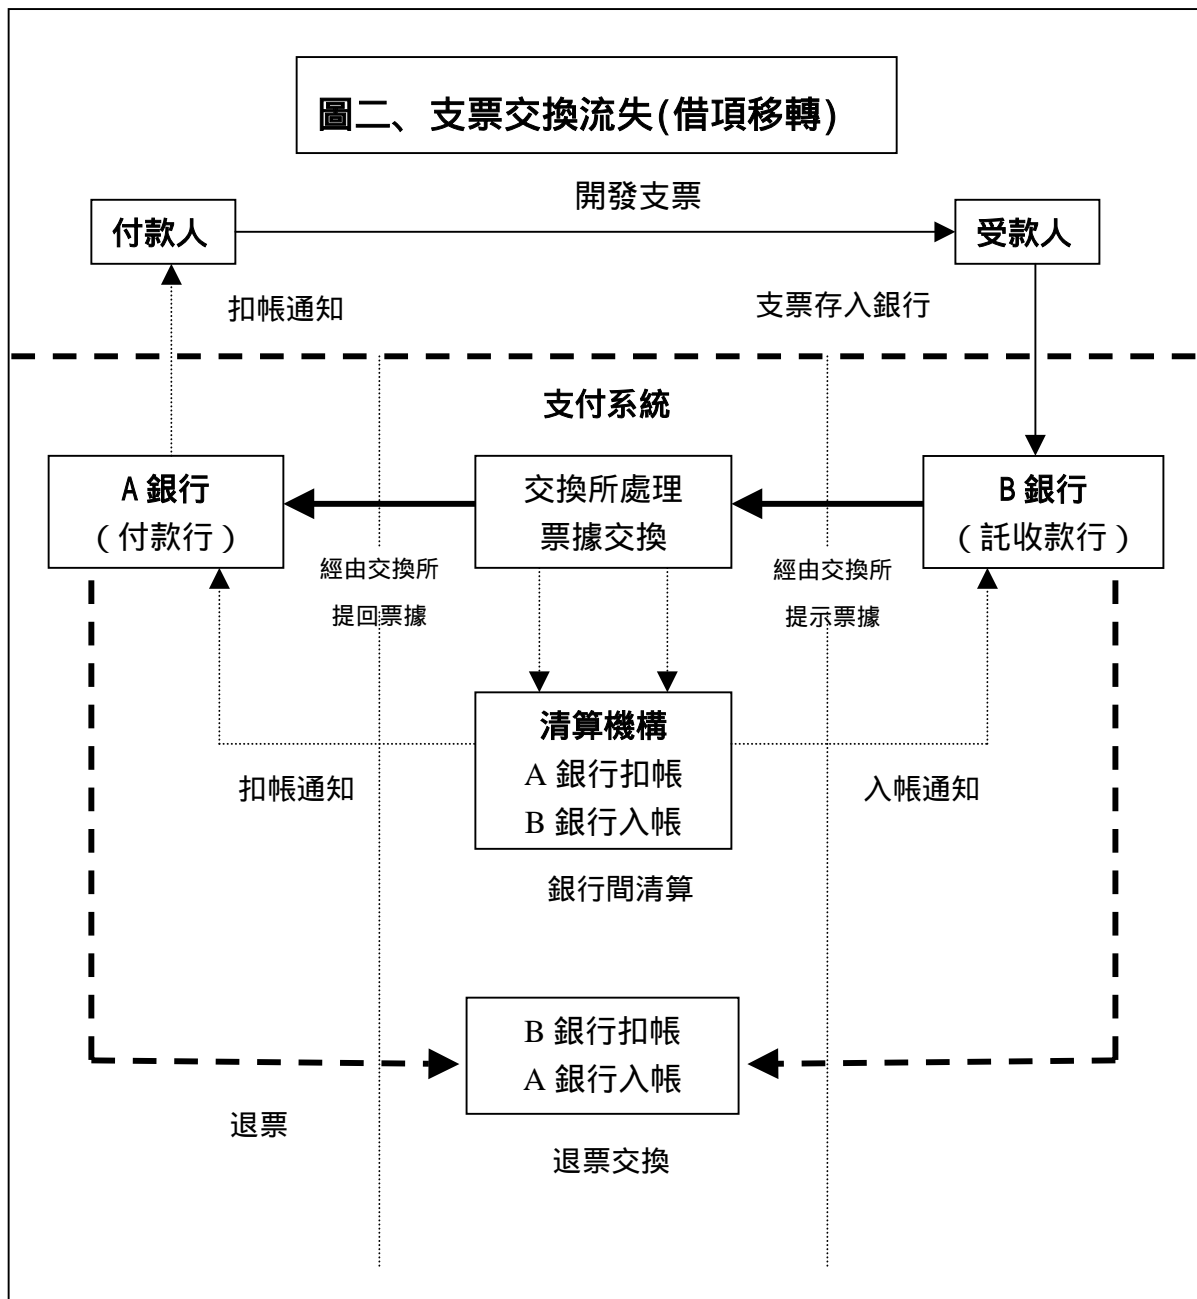 圖二、支票交換流失(借項移轉)
開發支票
付款人
受款人
扣帳通知
支票存入銀行
支付系統
A 銀行
(付款行)
交換所處理
票據交換
B 銀行
(託收款行)
經由交換所
提回票據
經由交換所
提示票據
清算機構
A 銀行扣帳
B 銀行入帳
扣帳通知
入帳通知
銀行間清算
B 銀行扣帳
A 銀行入帳
退票
退票交換